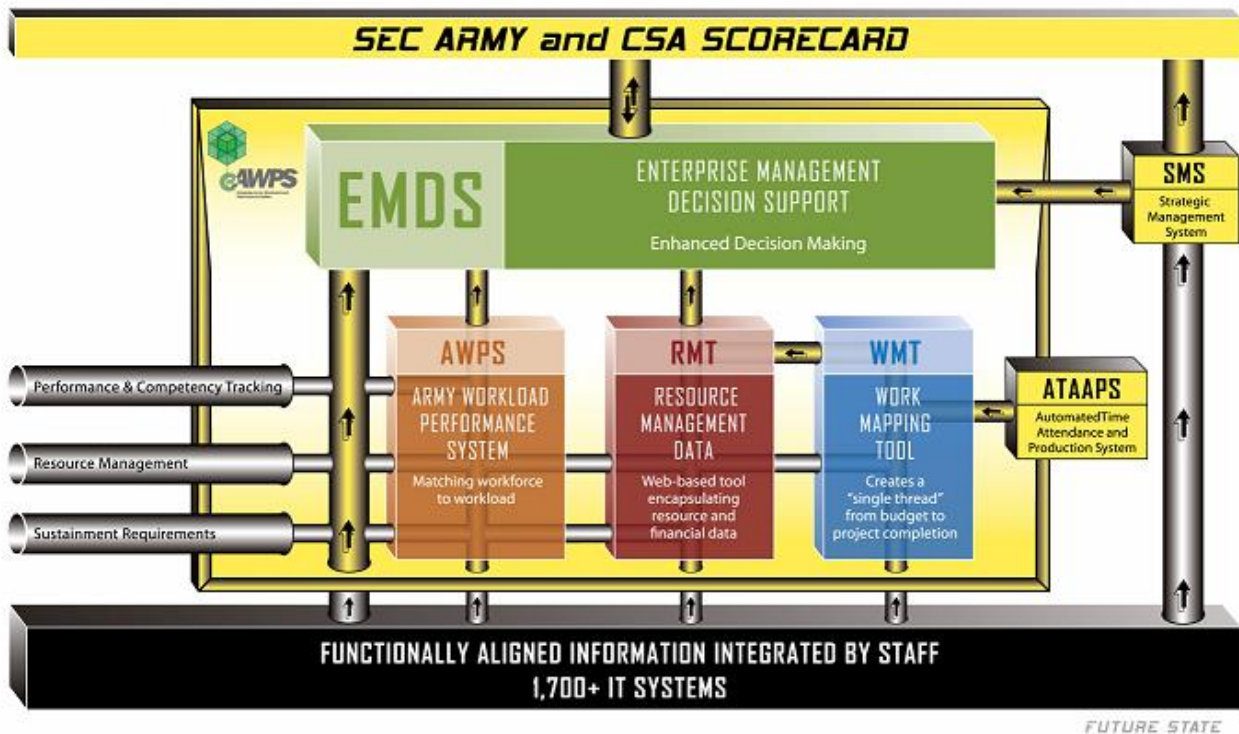 SEC ARMY and CSA SCORECARD
eAWPS
EMDS
ENTERPRISE MANAGEMENT
DECISION SUPPORT
Enhanced Decision Making
SMS
Strategic
Management
System
AWPS
ARMY WORKLOAD
PERFORMANCE
SYSTEM
Matching workforce
to workload
RMT
RESOURCE
MANAGEMENT
DATA
Web-based tool
encapsulating
resource and
financial data
WMT
WORK
MAPPING
TOOL
Creates a
"single thread"
from budget to
project completion
ATAAPS
AutomatedTime
Attendance and
Production System
Performance & Competency Tracking
Resource Management
Sustainment Requirements
FUNCTIONALLY ALIGNED INFORMATION INTEGRATED BY STAFF
1,700+ IT SYSTEMS
FUTURE STATE